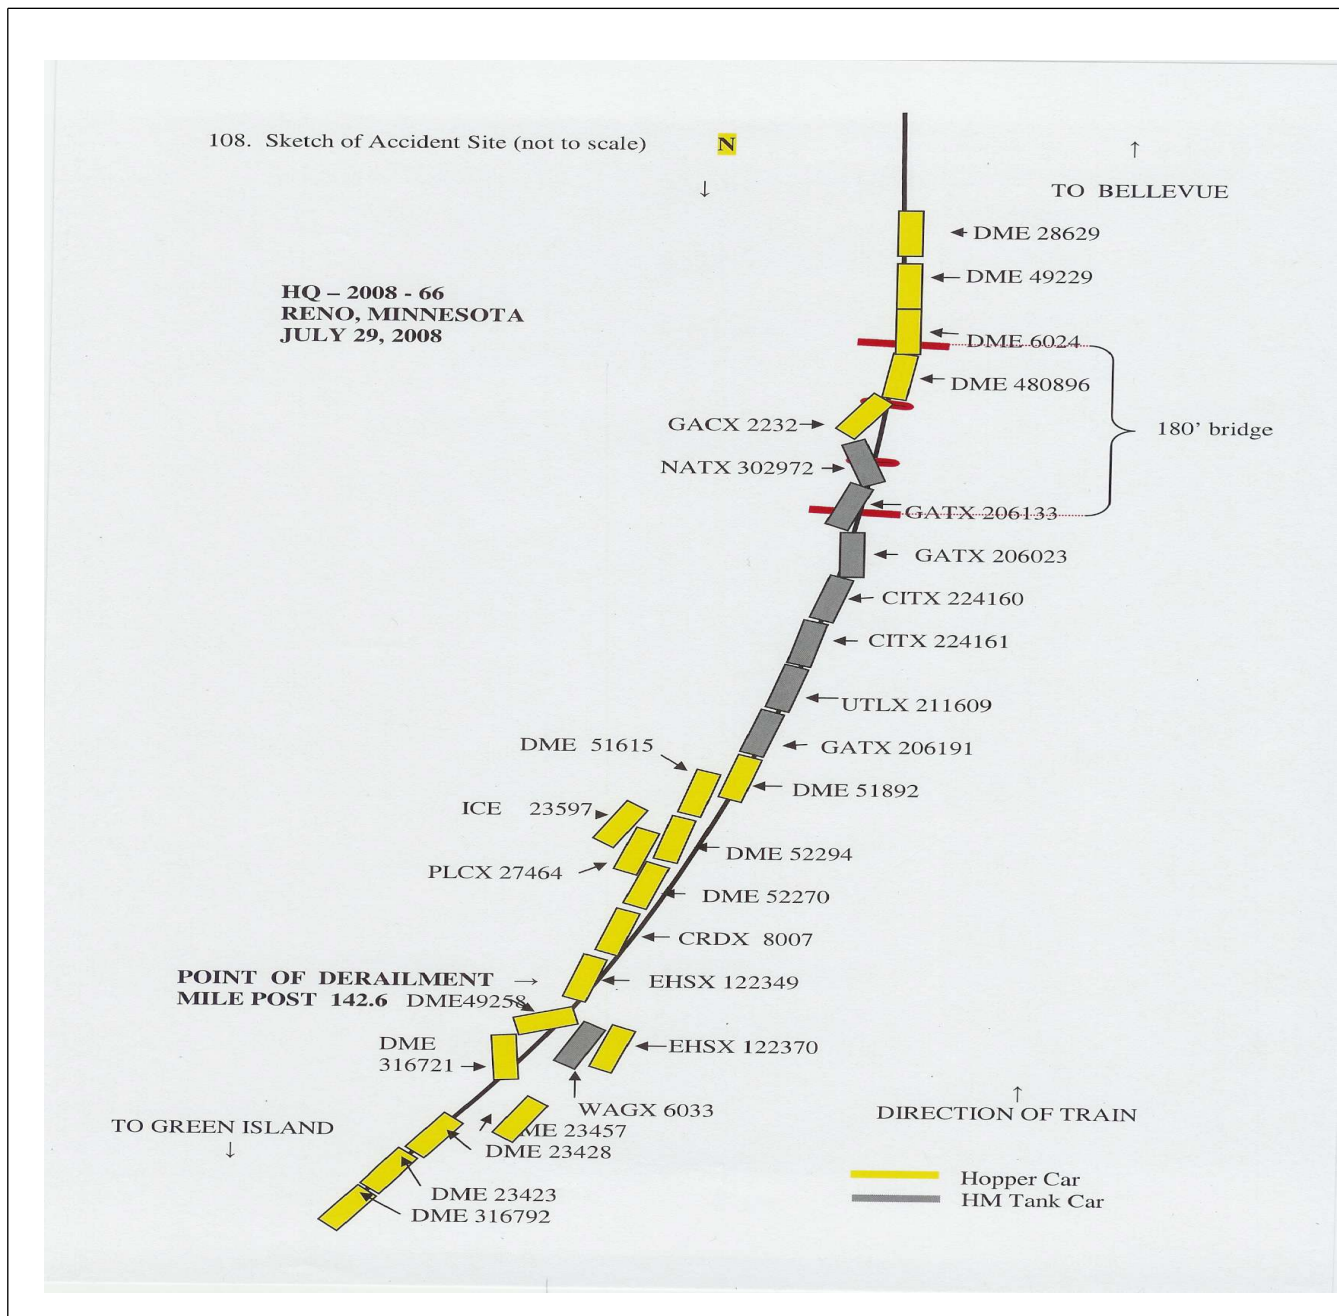 108. Sketch of Accident Site (not to scale)
N
↓
↑
TO BELLEVUE
HQ – 2008 - 66
RENO, MINNESOTA
JULY 29, 2008
DME 28629
DME 49229
DME 6024
DME 480896
GACX 2232
180’ bridge
NATX 302972
GATX 206133
GATX 206023
CITX 224160
CITX 224161
UTLX 211609
GATX 206191
DME 51615
DME 51892
ICE 23597
DME 52294
PLCX 27464
DME 52270
CRDX 8007
POINT OF DERAILMENT →
MILE POST 142.6 DME49258
EHSX 122349
DME
316721
EHSX 122370
WAGX 6033
↑
DIRECTION OF TRAIN
TO GREEN ISLAND
↓
ME 23457
DME 23428
DME 23423
DME 316792
Hopper Car
HM Tank Car